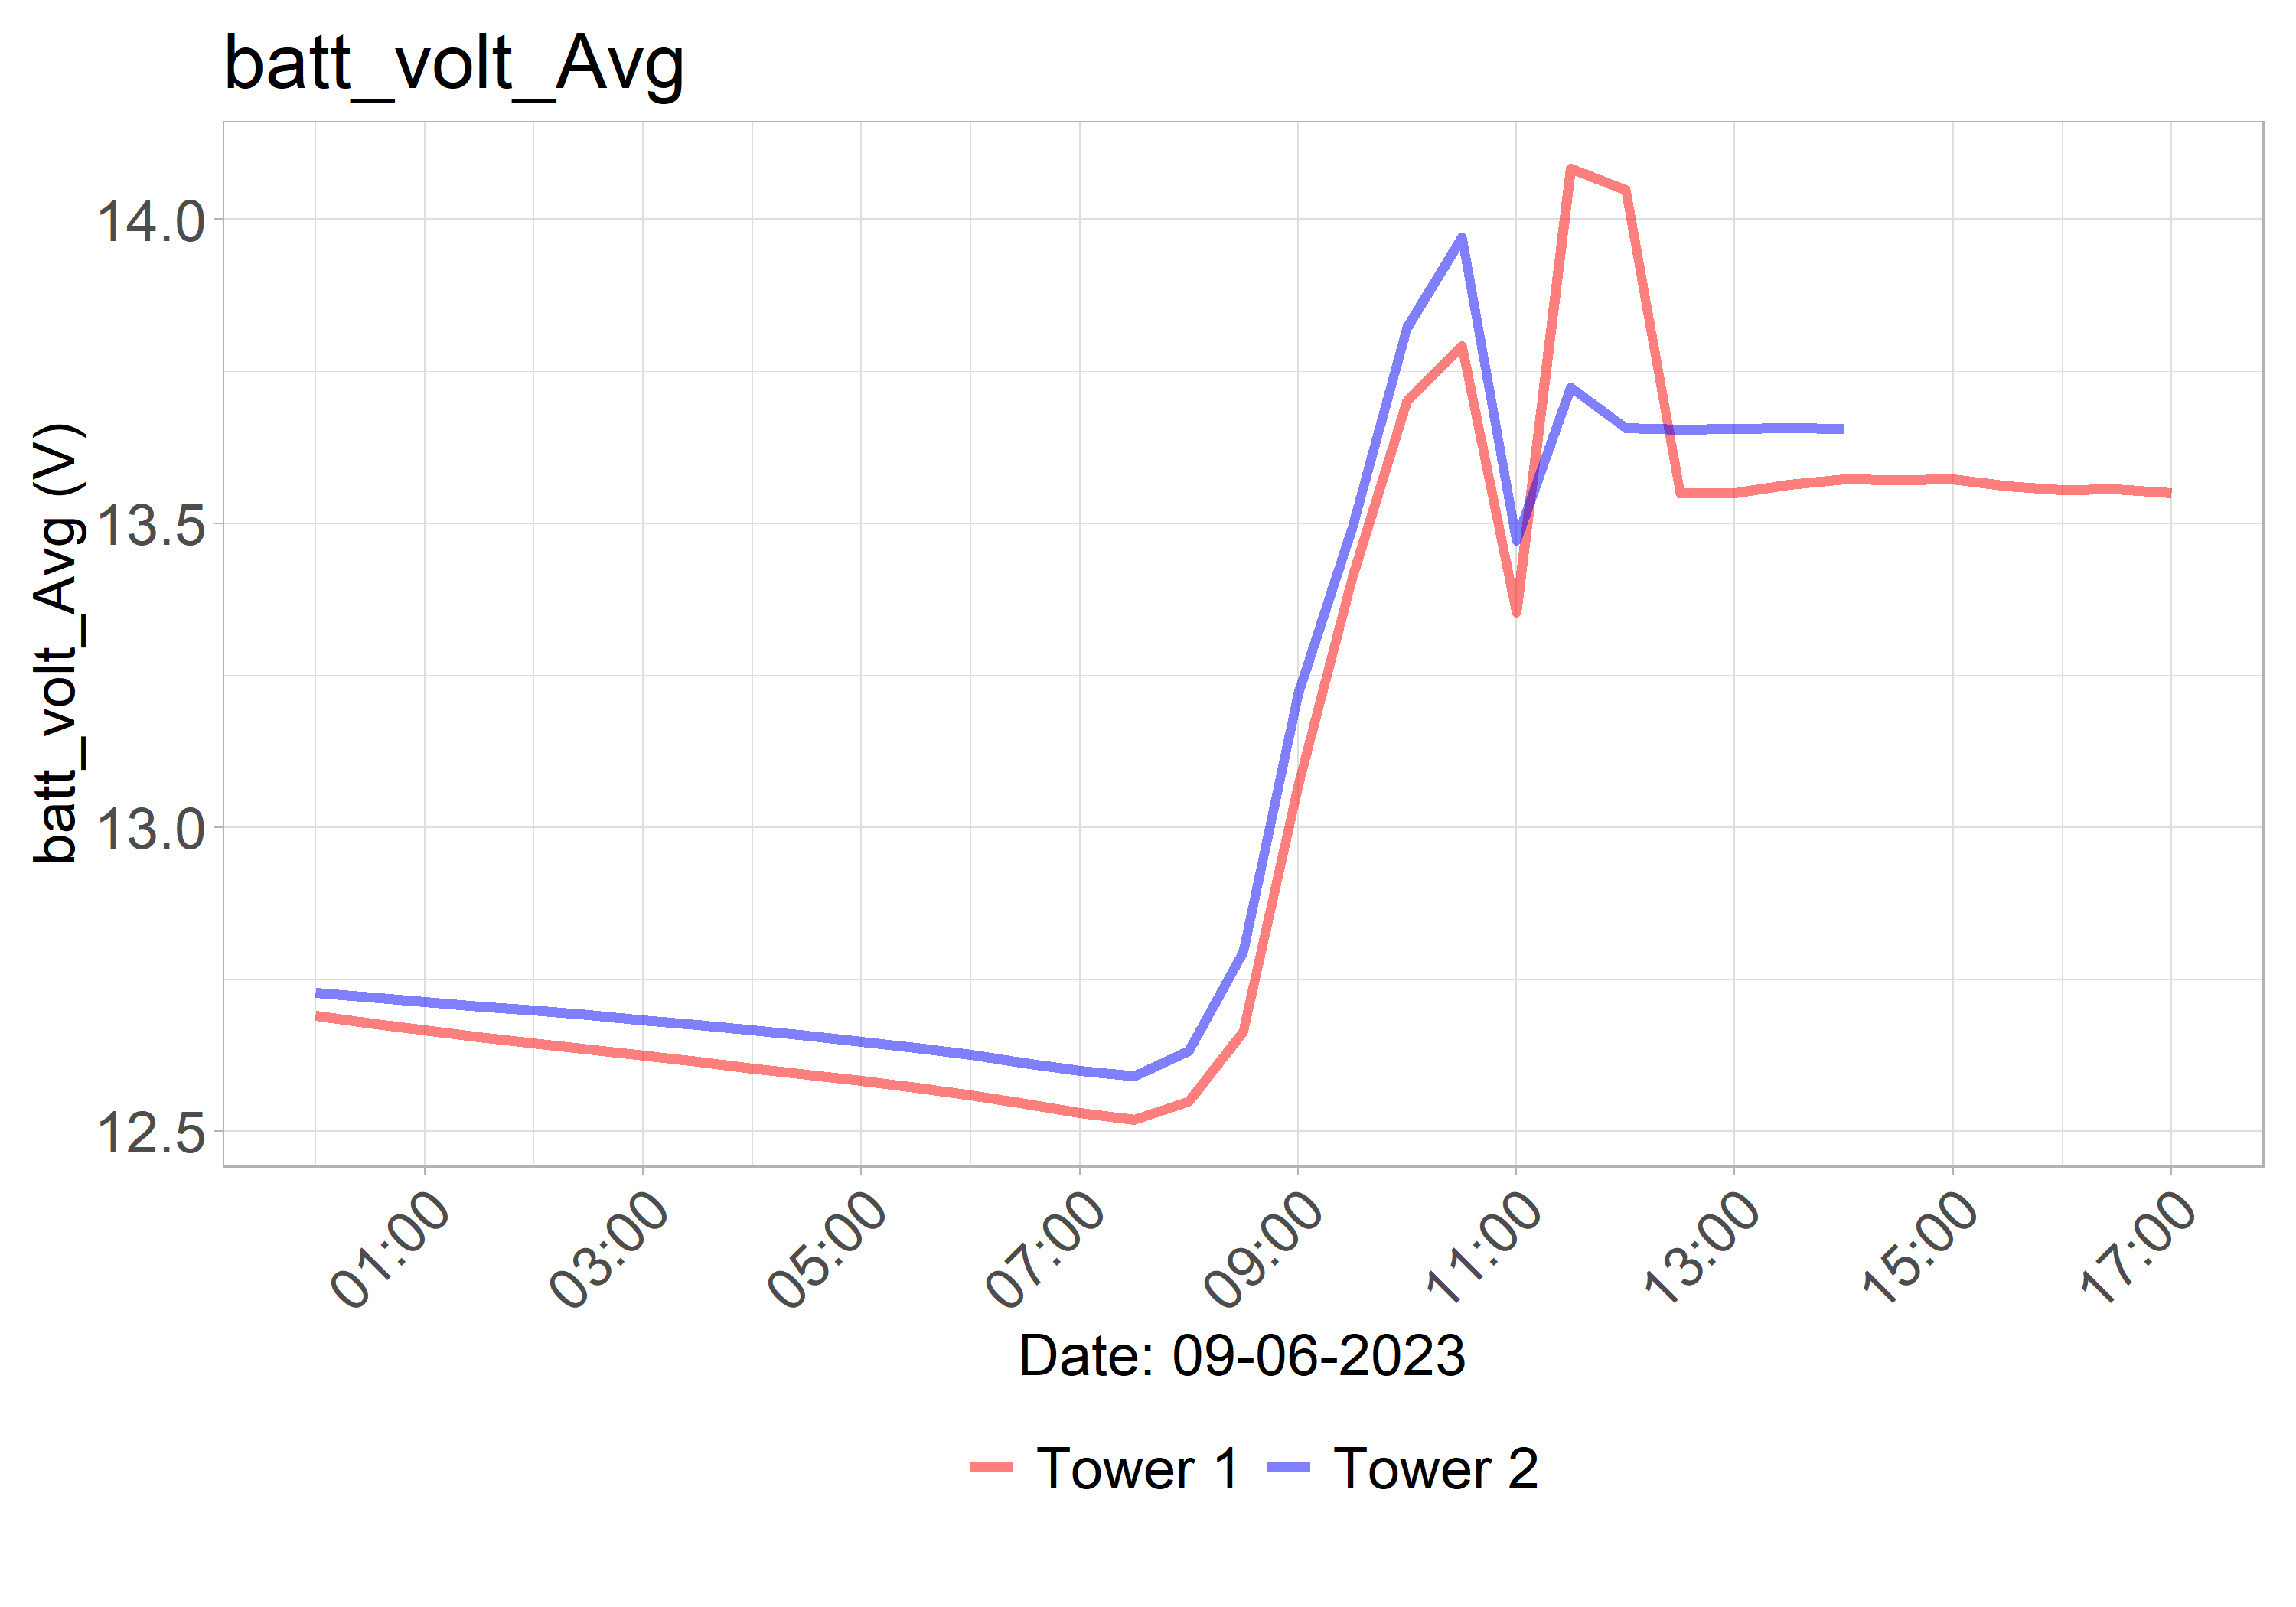 batt_volt_Avg
batt_volt_Avg (V)
14.0
13.5
13.0
12.5
01:00 03:00 05:00 07:00 09:00 11:00 13:00 15:00 17:00
Date: 09-06-2023
Tower 1 Tower 2